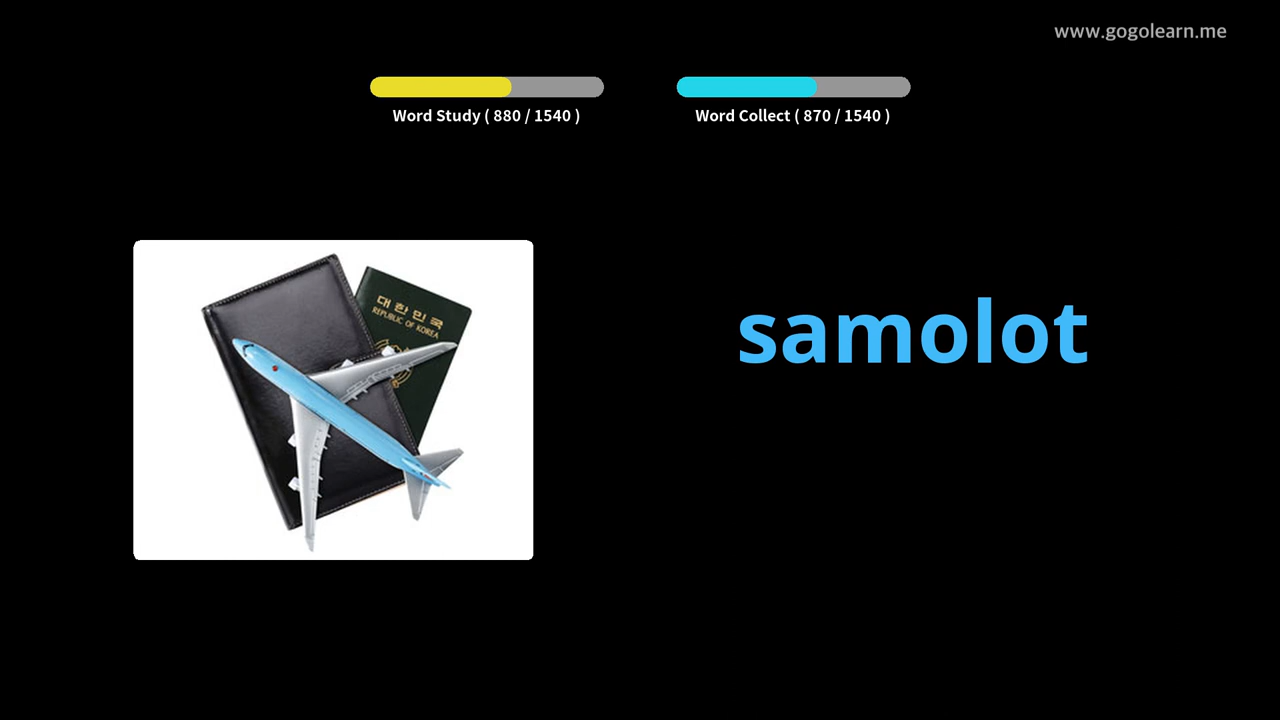 www.gogolearn.me
Word Study ( 880 / 1540 )
Word Collect ( 870 / 1540 )
대한민국
REPUBLIC OF KOREA
samolot